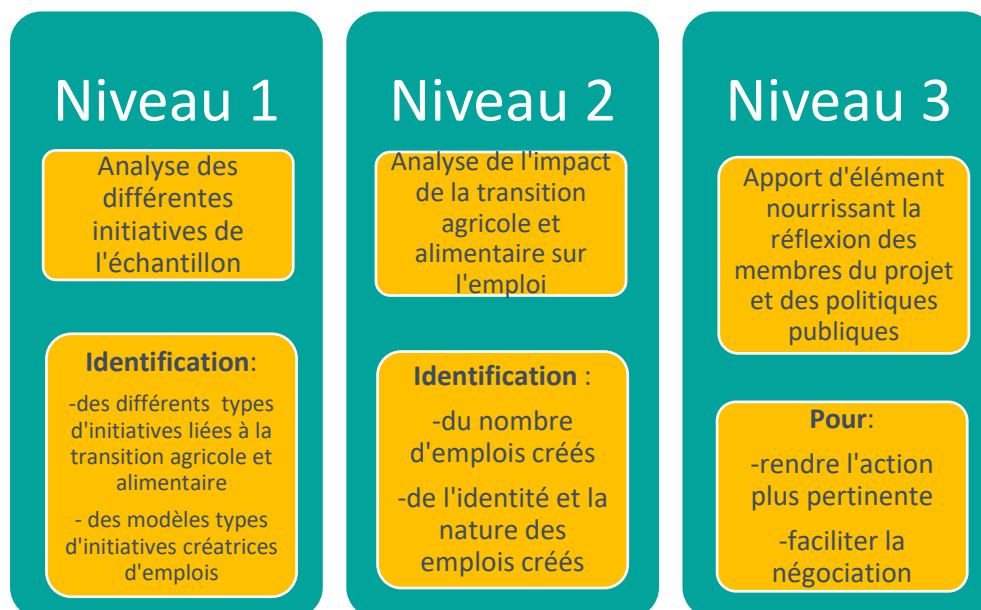 Niveau 1
Analyse des
différentes
initiatives de
l'échantillon
Identification:
-des différents types
d'initiatives liées à la
transition agricole et
alimentaire
- des modèles types
d'initiatives créatrices
d'emplois
Niveau 2
Analyse de l'impact
de la transition
agricole et
alimentaire sur
l'emploi
Identification :
-du nombre
d'emplois créés
-de l'identité et la
nature des
emplois créés
Niveau 3
Apport d'élément
nourrissant la
réflexion des
membres du projet
et des politiques
publiques
Pour:
-rendre l'action
plus pertinente
-faciliter la
négociation